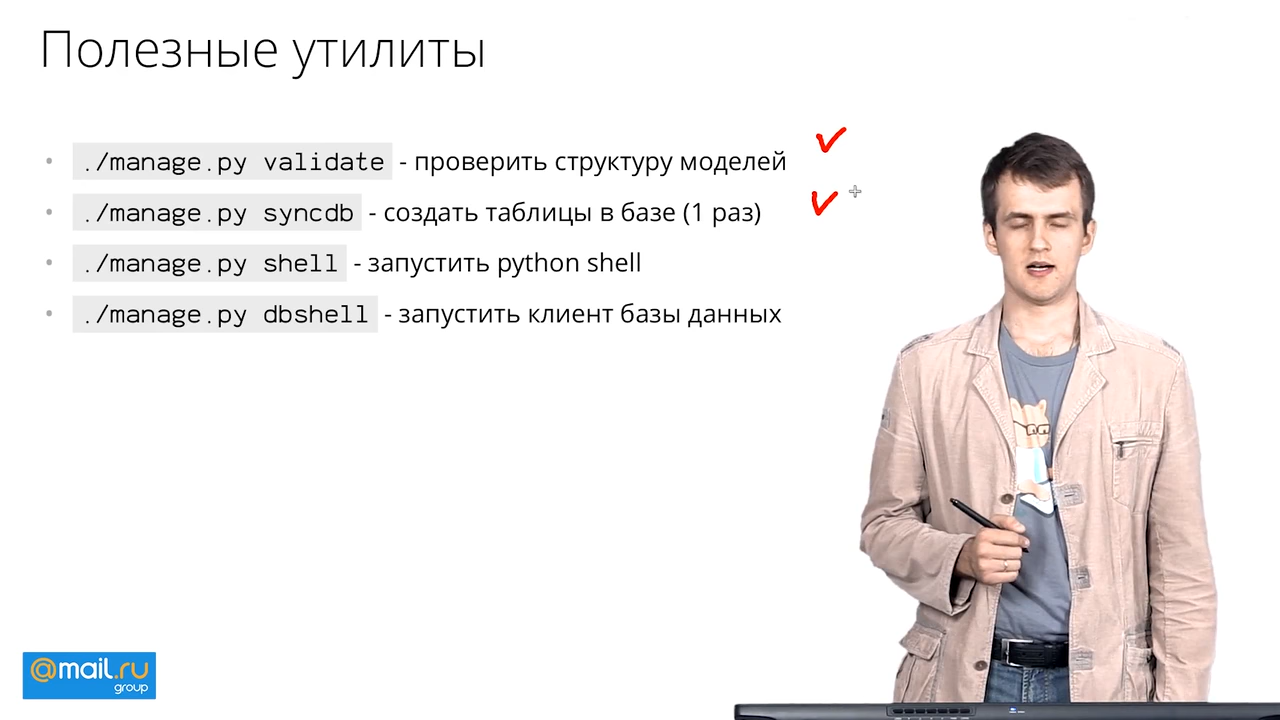 Полезные утилиты
• ./manage.py validate - проверить структуру моделей
• ./manage.py syncdb - создать таблицы в базе (1 раз)
• ./manage.py shell - запустить python shell
• ./manage.py dbshell - запустить клиент базы данных
@mail.ru
group